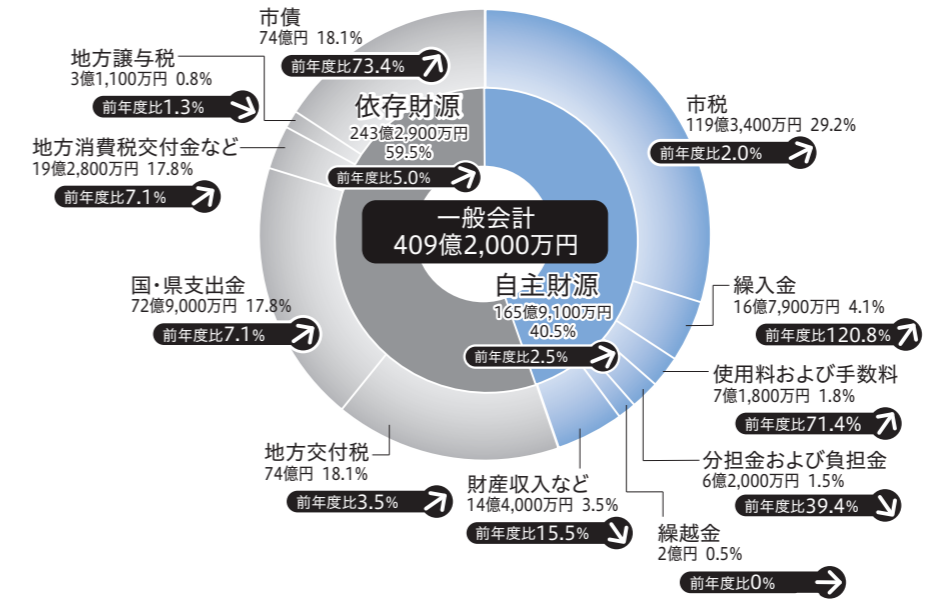 市債
74億円 18.1%
前年度比73.4%
地方譲与税
3億1,100万円 0.8%
前年度比1.3%
地方消費税交付金など
19億2,800万円 17.8%
前年度比7.1%
国・県支出金
72億9,000万円 17.8%
前年度比7.1%
地方交付税
74億円 18.1%
前年度比3.5%
依存財源
243億2,900万円
59.5%
前年度比5.0%
一般会計
409億2,000万円
自主財源
165億9,100万円
40.5%
前年度比2.5%
市税
119億3,400万円 29.2%
前年度比2.0%
繰入金
16億7,900万円 4.1%
前年度比120.8%
使用料および手数料
7億1,800万円 1.8%
前年度比71.4%
分担金および負担金
6億2,000万円 1.5%
前年度比39.4%
繰越金
2億円 0.5%
前年度比0%
財産収入など
14億4,000万円 3.5%
前年度比15.5%